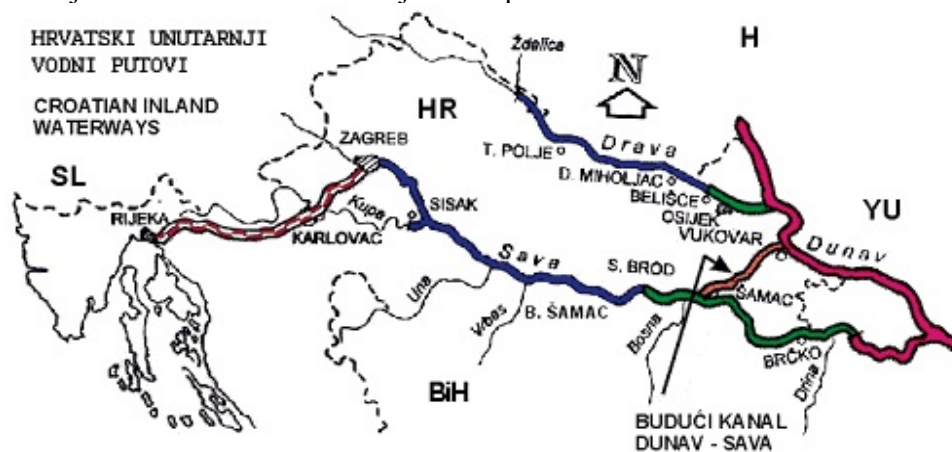 HRVATSKI UNUTARNJI
VODNI PUTOVI
CROATIAN INLAND
WATERWAYS
H
Ždelica
N
HR
ZAGREB
T. POLJE
Drava
D. MIHOLJAC
BELIŠĆE
OSIJEK
VUKOVAR
YU
SL
RIJEKA
Kupa
SISAK
KARLOVAC
Dunav
Sava
S. BROD
Una
Vrbas
B. ŠAMAC
ŠAMAC
Bosna
BRČKO
Drina
BiH
BUDUĆI KANAL
DUNAV - SAVA